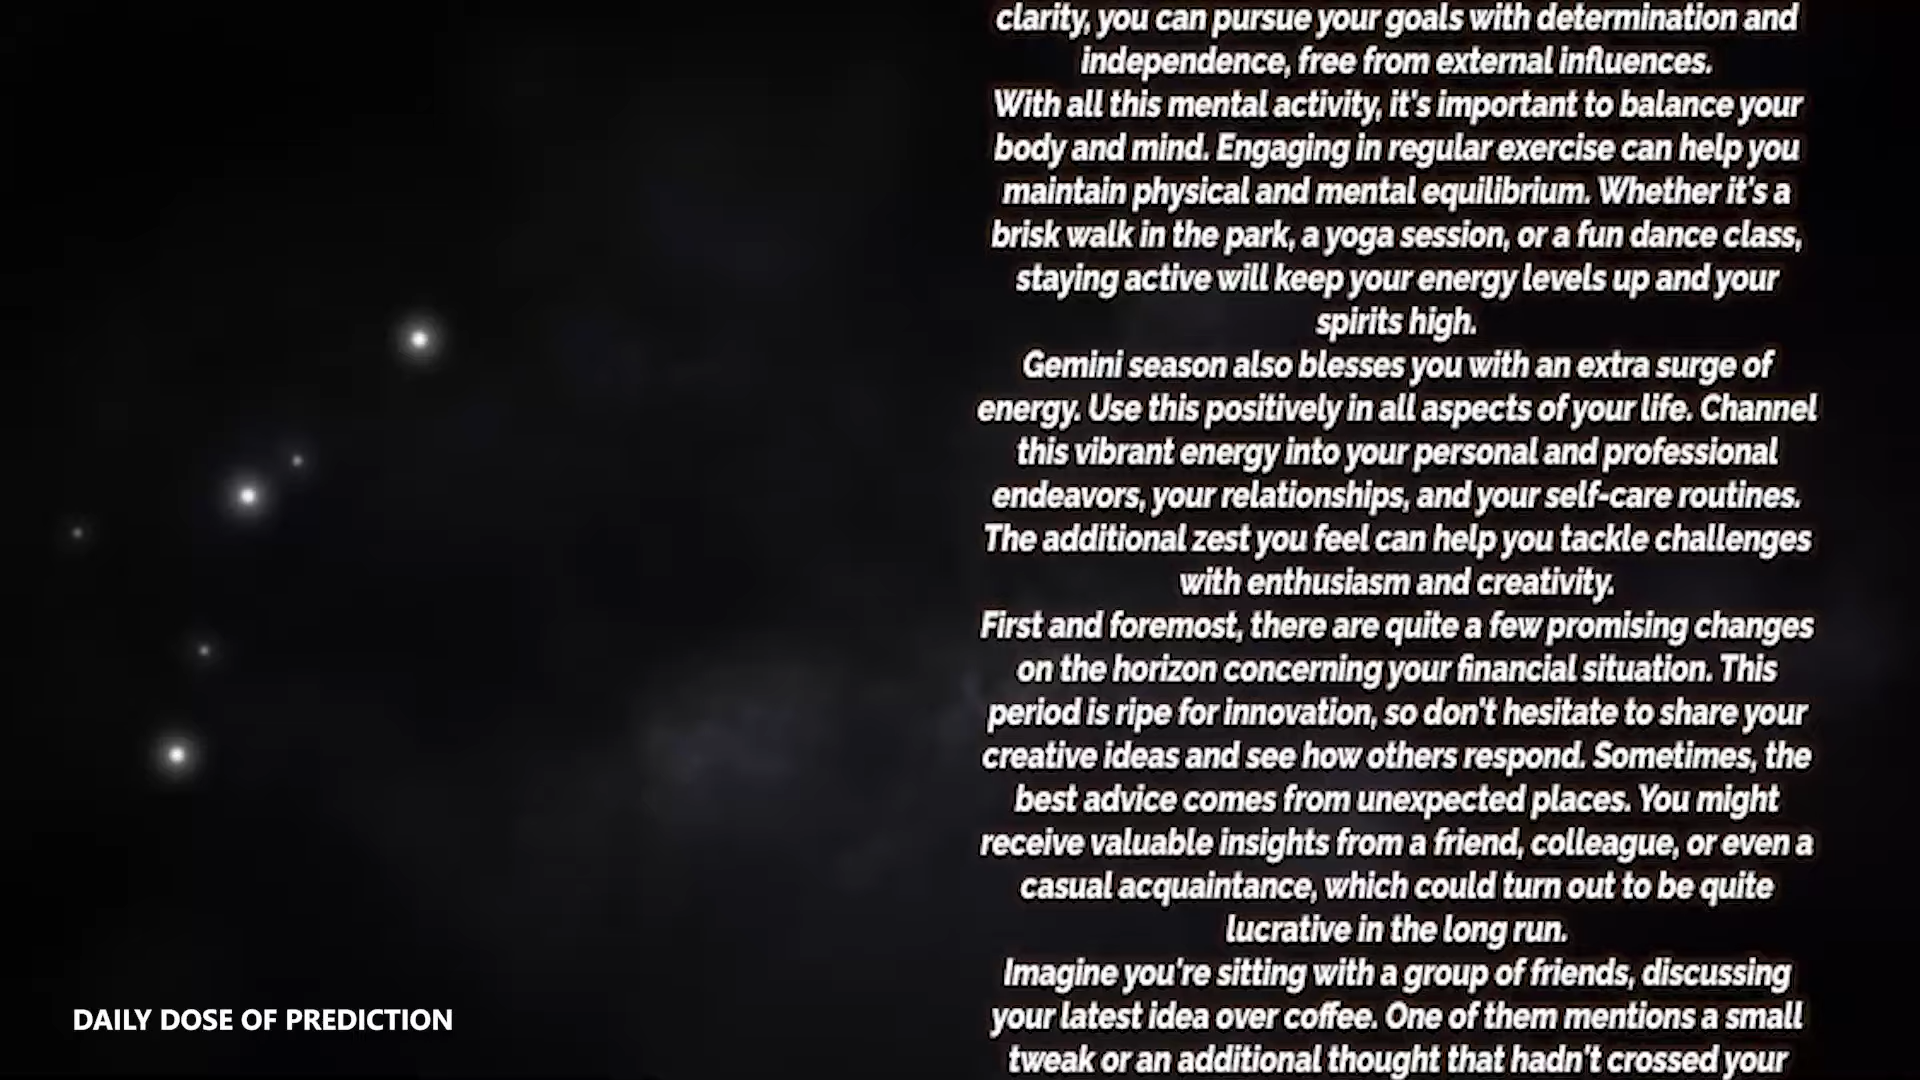 clarity, you can pursue your goals with determination and
independence, free from external influences.
With all this mental activity, it's important to balance your
body and mind. Engaging in regular exercise can help you
maintain physical and mental equilibrium. Whether it's a
brisk walk in the park, a yoga session, or a fun dance class,
staying active will keep your energy levels up and your
spirits high.
Gemini season also blesses you with an extra surge of
energy. Use this positively in all aspects of your life. Channel
this vibrant energy into your personal and professional
endeavors, your relationships, and your self-care routines.
The additional zest you feel can help you tackle challenges
with enthusiasm and creativity.
First and foremost, there are quite a few promising changes
on the horizon concerning your financial situation. This
period is ripe for innovation, so don't hesitate to share your
creative ideas and see how others respond. Sometimes, the
best advice comes from unexpected places. You might
receive valuable insights from a friend, colleague, or even a
casual acquaintance, which could turn out to be quite
lucrative in the long run.
Imagine you're sitting with a group of friends, discussing
your latest idea over coffee. One of them mentions a small
tweak or an additional thought that hadn't crossed your
DAILY DOSE OF PREDICTION